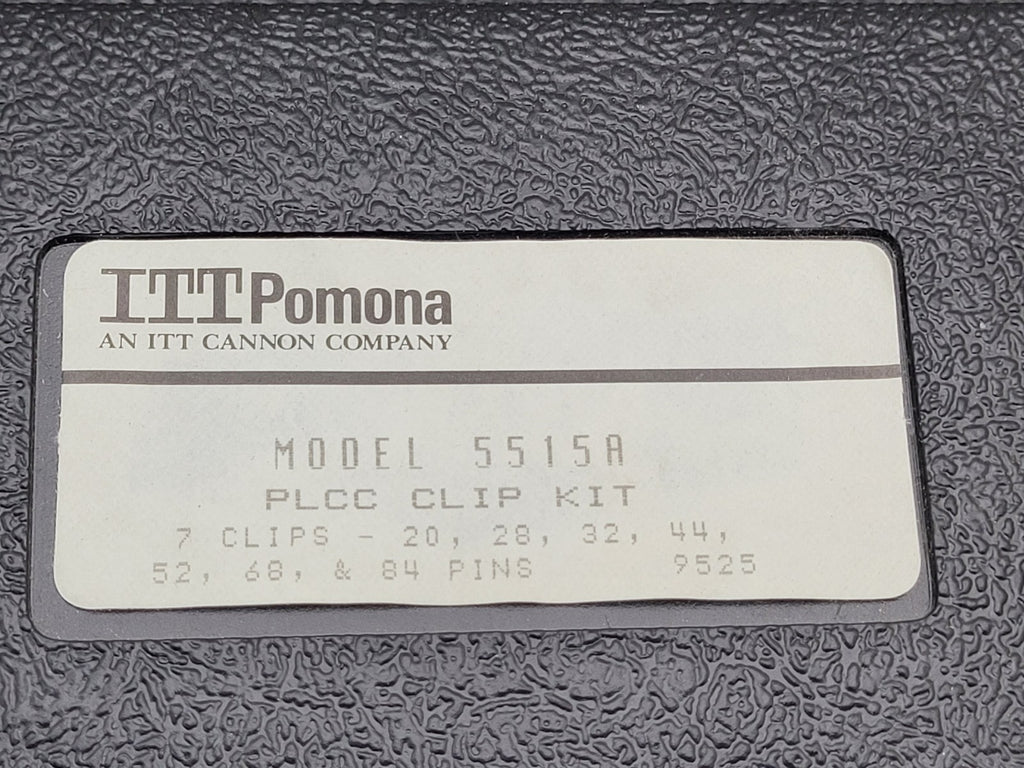 ITT Pomona
AN ITT CANNON COMPANY
MODEL 5515A
PLCC CLIP KIT
7 CLIPS - 20, 28, 32, 44,
52, 68, & 84 PINS 9525